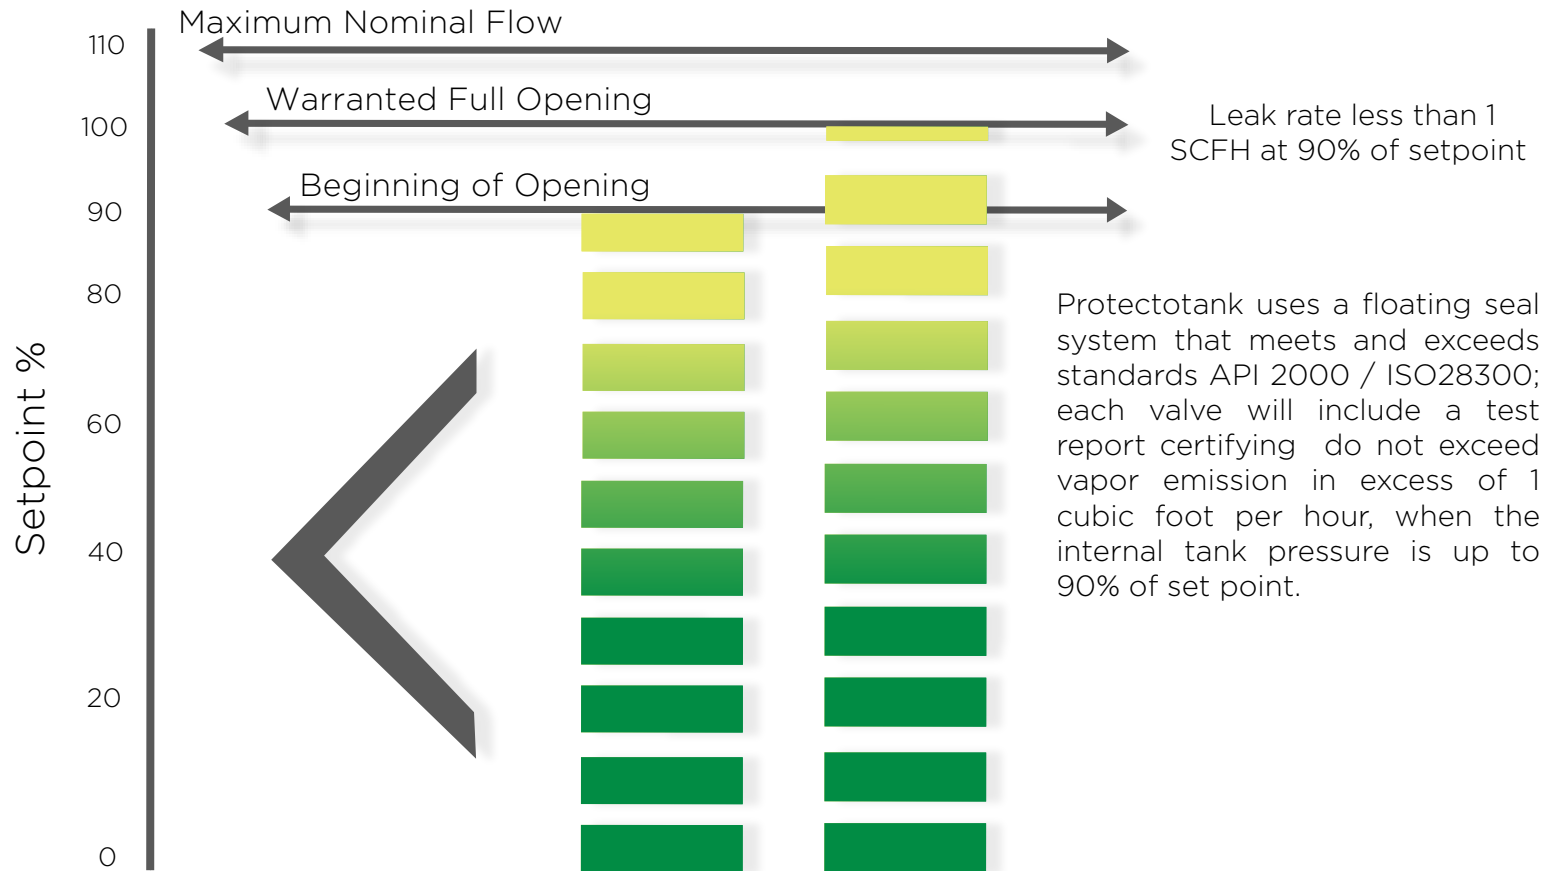 Maximum Nominal Flow
110
Warranted Full Opening
100
Leak rate less than 1
SCFH at 90% of setpoint
Beginning of Opening
90
80
Setpoint %
60
40
20
0
Protectotank uses a floating seal
system that meets and exceeds
standards API 2000 / ISO28300;
each valve will include a test
report certifying do not exceed
vapor emission in excess of 1
cubic foot per hour, when the
internal tank pressure is up to
90% of set point.